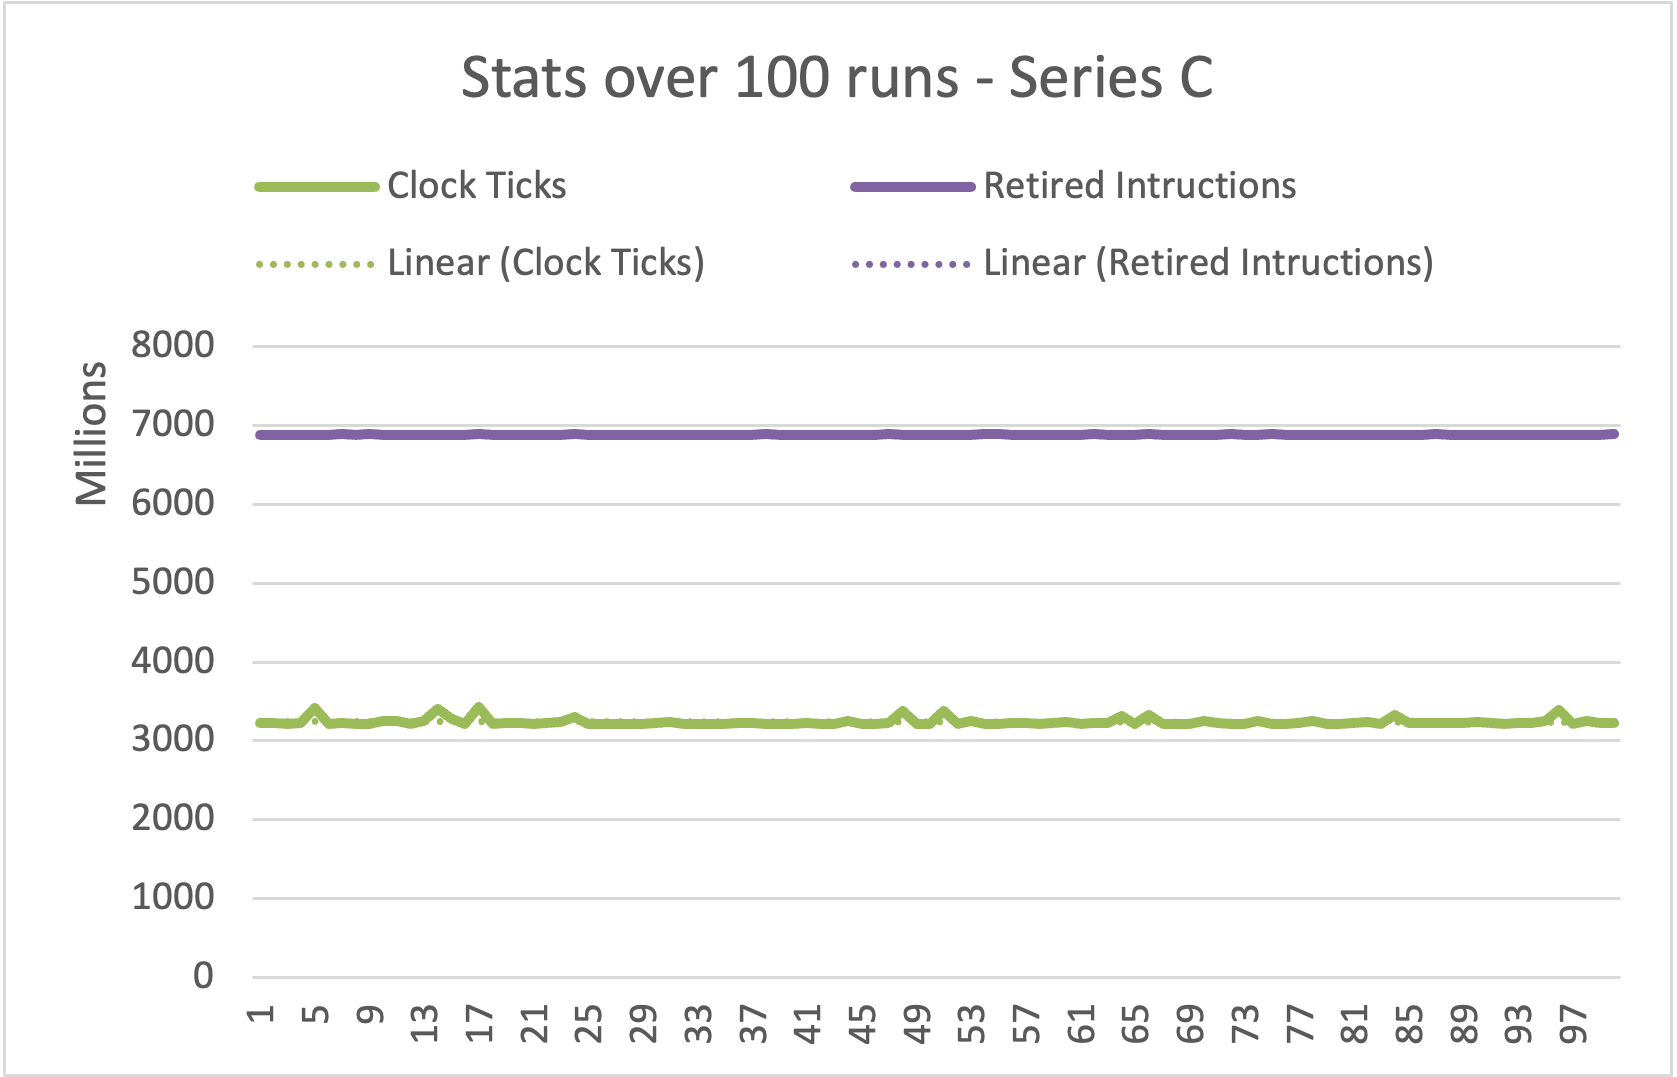 Stats over 100 runs - Series C
Clock Ticks
Retired Intructions
Linear (Clock Ticks)
Linear (Retired Intructions)
Millions
8000
7000
6000
5000
4000
3000
2000
1000
0
1 5 9 13 17 21 25 29 33 37 41 45 49 53 57 61 65 69 73 77 81 85 89 93 97